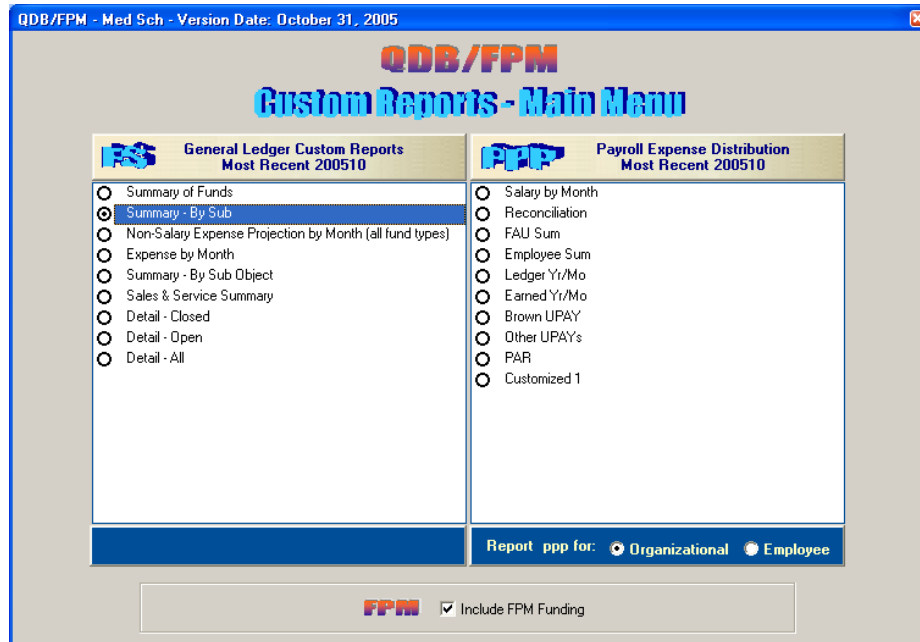 QDB/FPM - Med Sch - Version Date: October 31, 2005
QDB/FPM
Custom Reports - Main Menu
FS General Ledger Custom Reports
Most Recent 200510
Summary of Funds
Summary - By Sub
Non-Salary Expense Projection by Month (all fund types)
Expense by Month
Summary - By Sub Object
Sales & Service Summary
Detail - Closed
Detail - Open
Detail - All
PPP Payroll Expense Distribution
Most Recent 200510
Salary by Month
Reconciliation
FAU Sum
Employee Sum
Ledger Yr/Mo
Earned Yr/Mo
Brown UPAY
Other UPAYs
PAR
Customized 1
Report ppp for: Organizational Employee
FPM Include FPM Funding